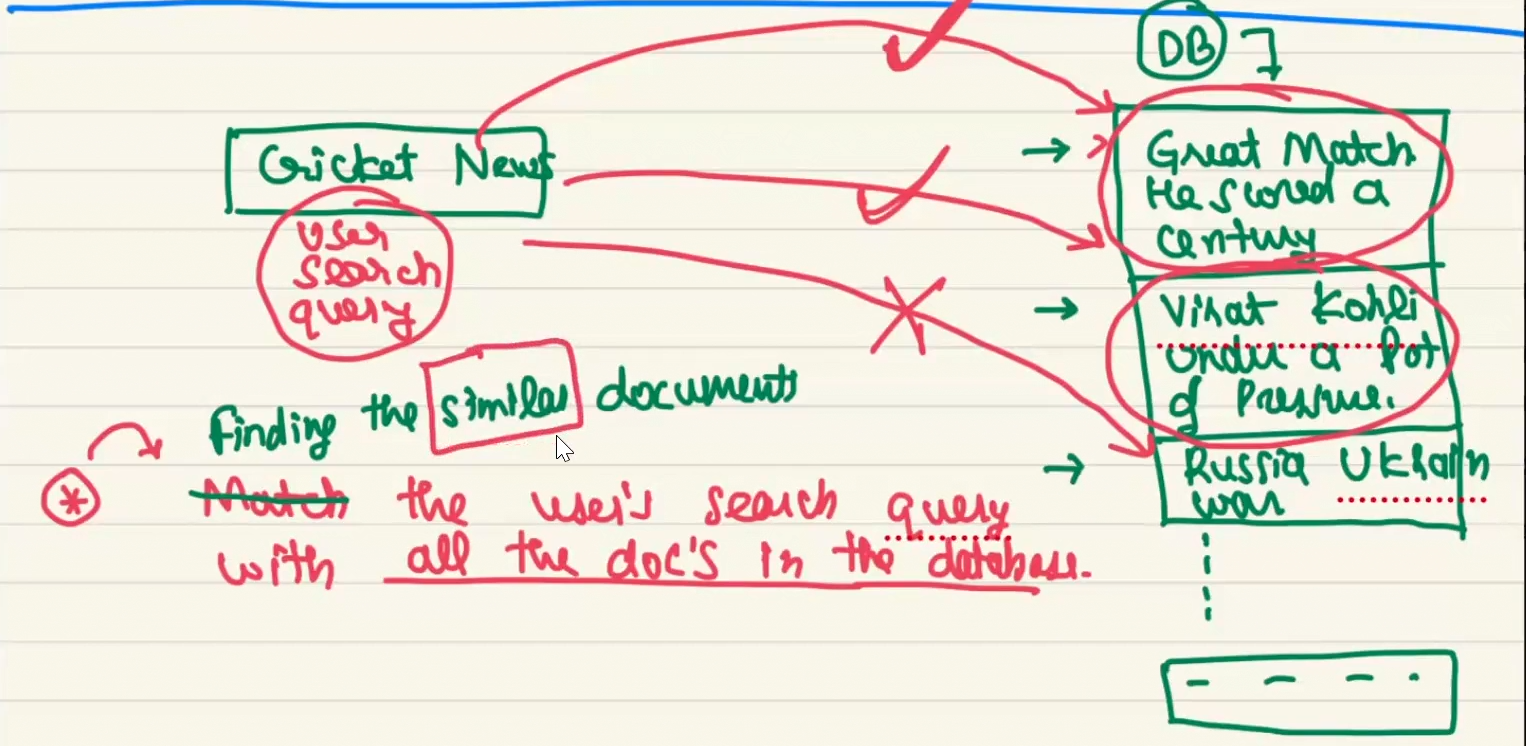 DB
Cricket News
user
search
query
Great Match
He scored a
century
Virat Kohli
under a Pot
of Pressure.
Russia Ukrain
war
Finding the similar documents
Match the user's search query
with all the doc's in the database.